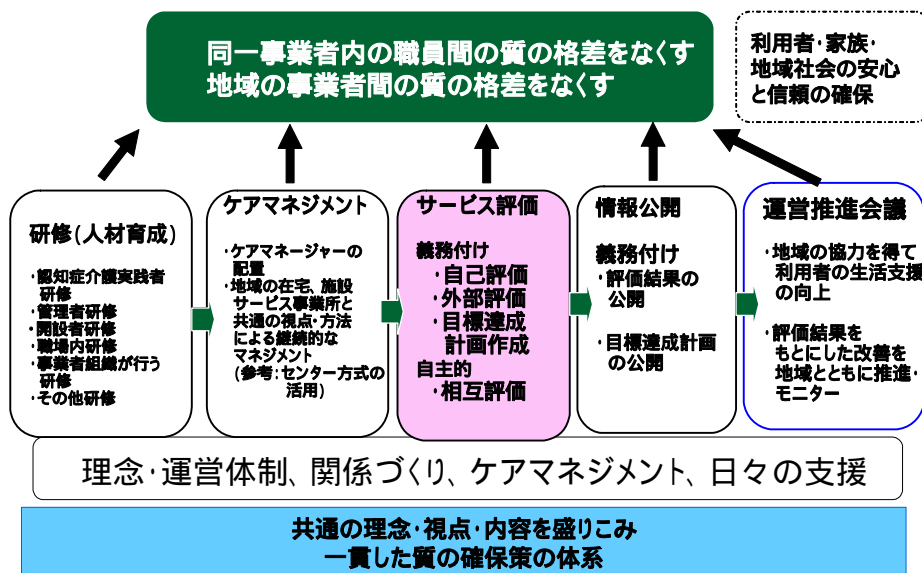 同一事業者内の職員間の質の格差をなくす
地域の事業者間の質の格差をなくす
利用者・家族・
地域社会の安心
と信頼の確保
研修(人材育成)
・認知症介護実践者
研修
・管理者研修
・開設者研修
・職場内研修
・事業者組織が行う
研修
・その他研修
ケアマネジメント
・ケアマネージャーの
配置
・地域の在宅、施設
サービス事業所と
共通の視点・方法
による継続的な
マネジメント
(参考:センター方式の
活用)
サービス評価
義務付け
・自己評価
・外部評価
・目標達成
計画作成
自主的
・相互評価
情報公開
義務付け
・評価結果の
公開
・目標達成計画
の公開
運営推進会議
・地域の協力を得て
利用者の生活支援
の向上
・評価結果を
もとにした改善を
地域とともに推進・
モニター
理念・運営体制、関係づくり、ケアマネジメント、日々の支援
共通の理念・視点・内容を盛りこみ
一貫した質の確保策の体系